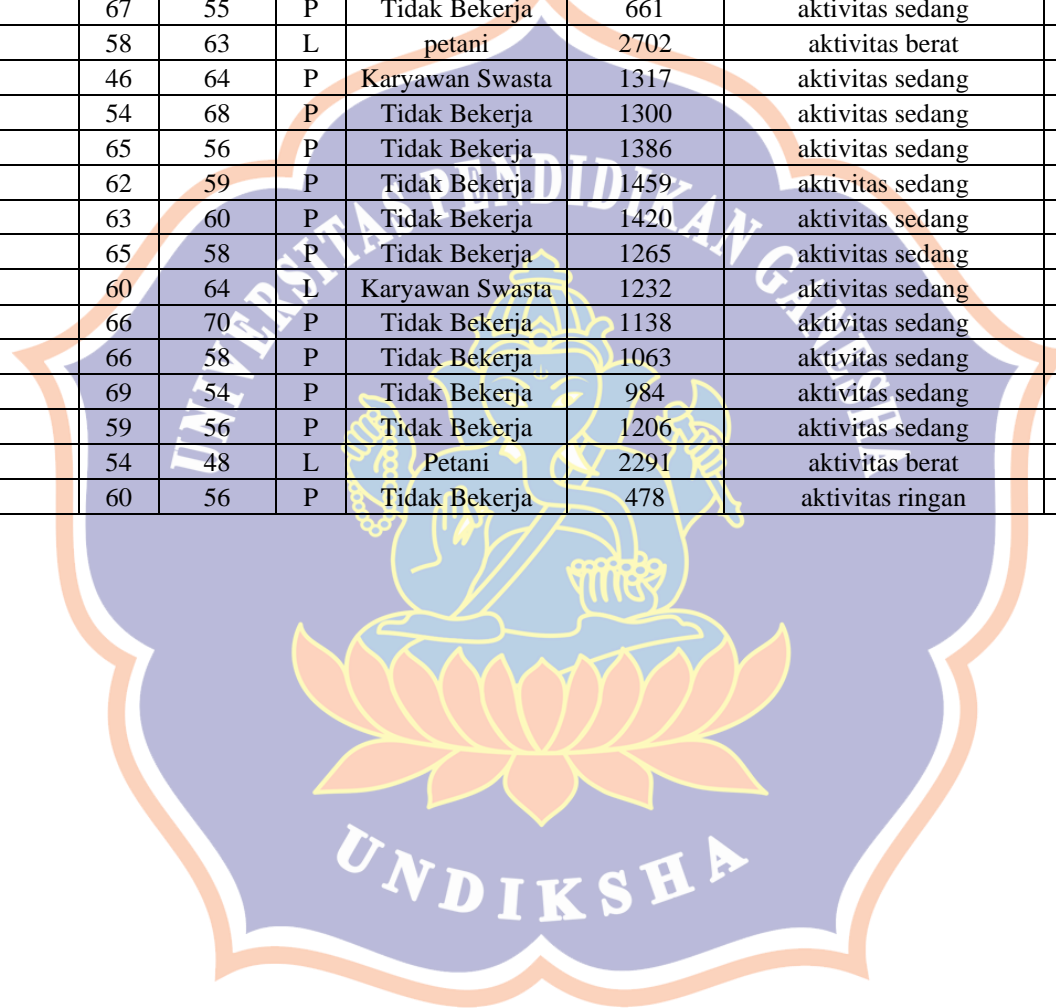 67 55 P Tidak Bekerja 661 aktivitas sedang
58 63 L petani 2702 aktivitas berat
46 64 P Karyawan Swasta 1317 aktivitas sedang
54 68 P Tidak Bekerja 1300 aktivitas sedang
65 56 P Tidak Bekerja 1386 aktivitas sedang
62 59 P Tidak Bekerja 1459 aktivitas sedang
63 60 P Tidak Bekerja 1420 aktivitas sedang
65 58 P Tidak Bekerja 1265 aktivitas sedang
60 64 L Karyawan Swasta 1232 aktivitas sedang
66 70 P Tidak Bekerja 1138 aktivitas sedang
66 58 P Tidak Bekerja 1063 aktivitas sedang
69 54 P Tidak Bekerja 984 aktivitas sedang
59 56 P Tidak Bekerja 1206 aktivitas sedang
54 48 L Petani 2291 aktivitas berat
60 56 P Tidak Bekerja 478 aktivitas ringan
UNIVERSITAS PENDIDIKAN GANESHA
UNDIKSHA